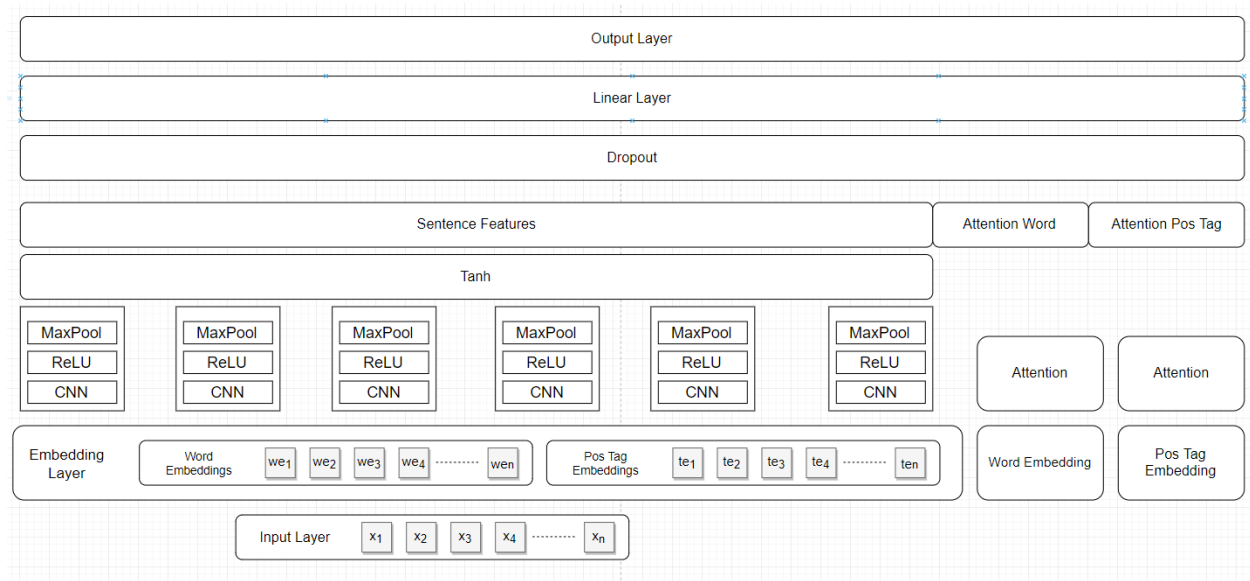 Output Layer
Linear Layer
Dropout
Sentence Features
Attention Word
Attention Pos Tag
Tanh
MaxPool
ReLU
CNN
MaxPool
ReLU
CNN
MaxPool
ReLU
CNN
MaxPool
ReLU
CNN
MaxPool
ReLU
CNN
MaxPool
ReLU
CNN
Attention
Attention
Embedding
Layer
Word
Embeddings
we1 we2 we3 we4 wen
Pos Tag
Embeddings
te1 te2 te3 te4 ten
Word Embedding
Pos Tag
Embedding
Input Layer
x1 x2 x3 x4 xn